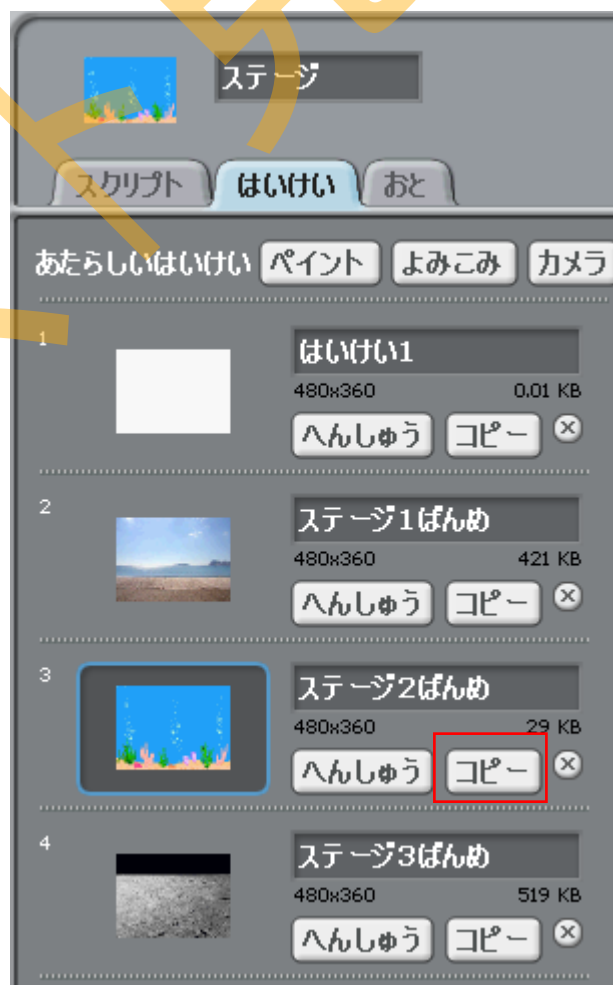 ステージ
スクリプト はいけい おと
あたらしいはいけい ペイント よみこみ カメラ
1
はいけい1
480x360 0.01 KB
へんしゅう コピー
2
ステージ1ばんめ
480x360 421 KB
へんしゅう コピー
3
ステージ2ばんめ
480x360 29 KB
へんしゅう コピー
4
ステージ3ばんめ
480x360 519 KB
へんしゅう コピー